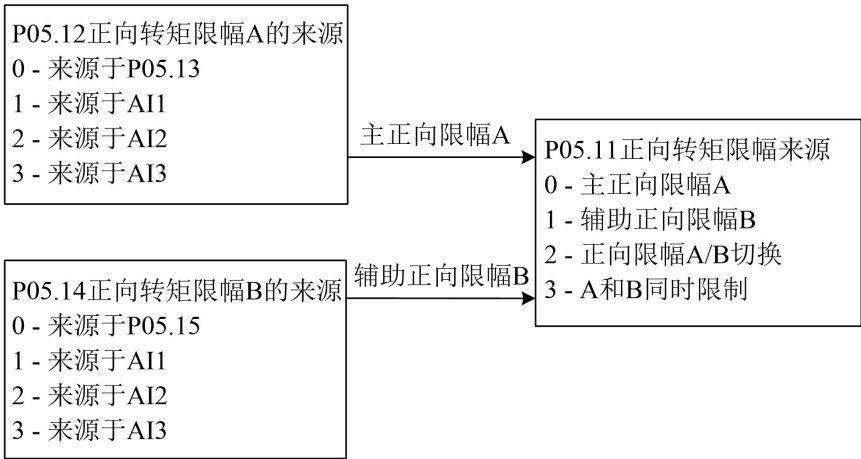 P05.12正向转矩限幅A的来源
0 - 来源于P05.13
1 - 来源于AI1
2 - 来源于AI2
3 - 来源于AI3
主正向限幅A
P05.11正向转矩限幅来源
0 - 主正向限幅A
1 - 辅助正向限幅B
2 - 正向限幅A/B切换
3 - A和B同时限制
辅助正向限幅B
P05.14正向转矩限幅B的来源
0 - 来源于P05.15
1 - 来源于AI1
2 - 来源于AI2
3 - 来源于AI3